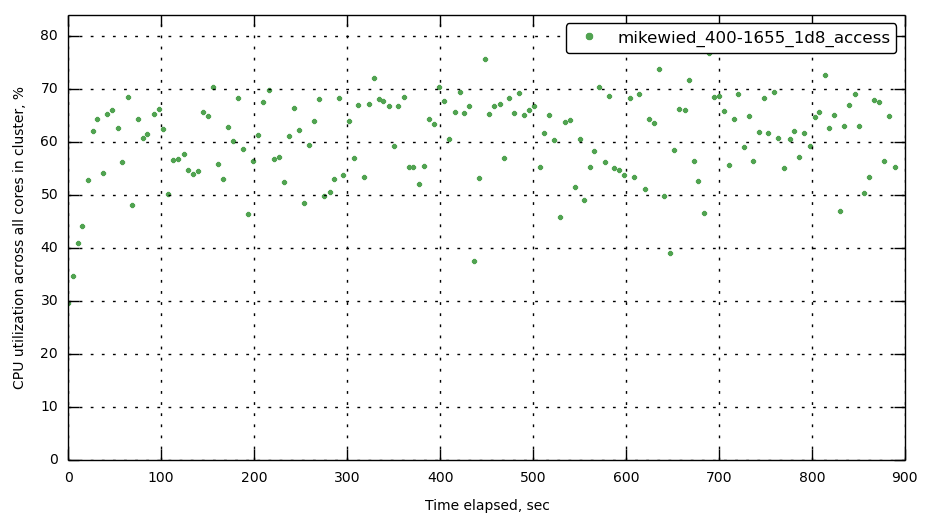 mikewied_400-1655_1d8_access
80
70
60
50
40
30
20
10
0
CPU utilization across all cores in cluster, %
0 100 200 300 400 500 600 700 800 900
Time elapsed, sec